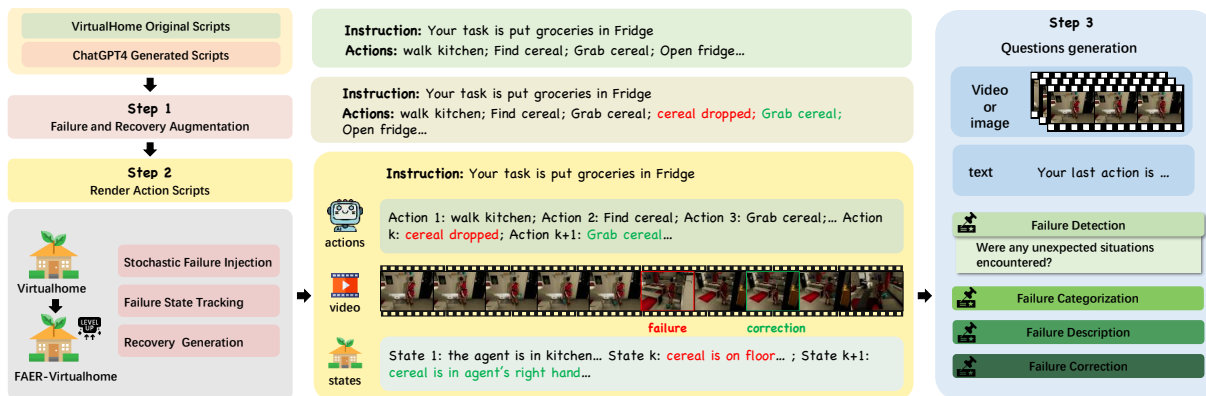 VirtualHome Original Scripts
ChatGPT4 Generated Scripts
Step 1
Failure and Recovery Augmentation
Step 2
Render Action Scripts
Virtualhome
LEVEL
UP
FAER-Virtualhome
Stochastic Failure Injection
Failure State Tracking
Recovery Generation
Instruction: Your task is put groceries in Fridge
Actions: walk kitchen; Find cereal; Grab cereal; Open fridge...
Instruction: Your task is put groceries in Fridge
Actions: walk kitchen; Find cereal; Grab cereal; cereal dropped; Grab cereal;
Open fridge...
Instruction: Your task is put groceries in Fridge
actions
Action 1: walk kitchen; Action 2: Find cereal; Action 3: Grab cereal;... Action
k: cereal dropped; Action k+1: Grab cereal...
video
failure
correction
states
State 1: the agent is in kitchen... State k: cereal is on floor... ; State k+1:
cereal is in agent's right hand...
Step 3
Questions generation
Video
or
image
text
Your last action is ...
Failure Detection
Were any unexpected situations
encountered?
Failure Categorization
Failure Description
Failure Correction